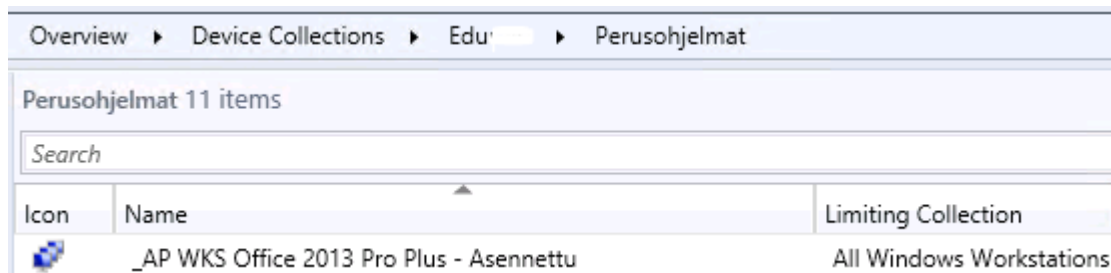 Overview ▸ Device Collections ▸ Edu ▸ Perusohjelmat
Perusohjelmat 11 items
Search
Icon Name Limiting Collection
_AP WKS Office 2013 Pro Plus - Asennettu All Windows Workstations